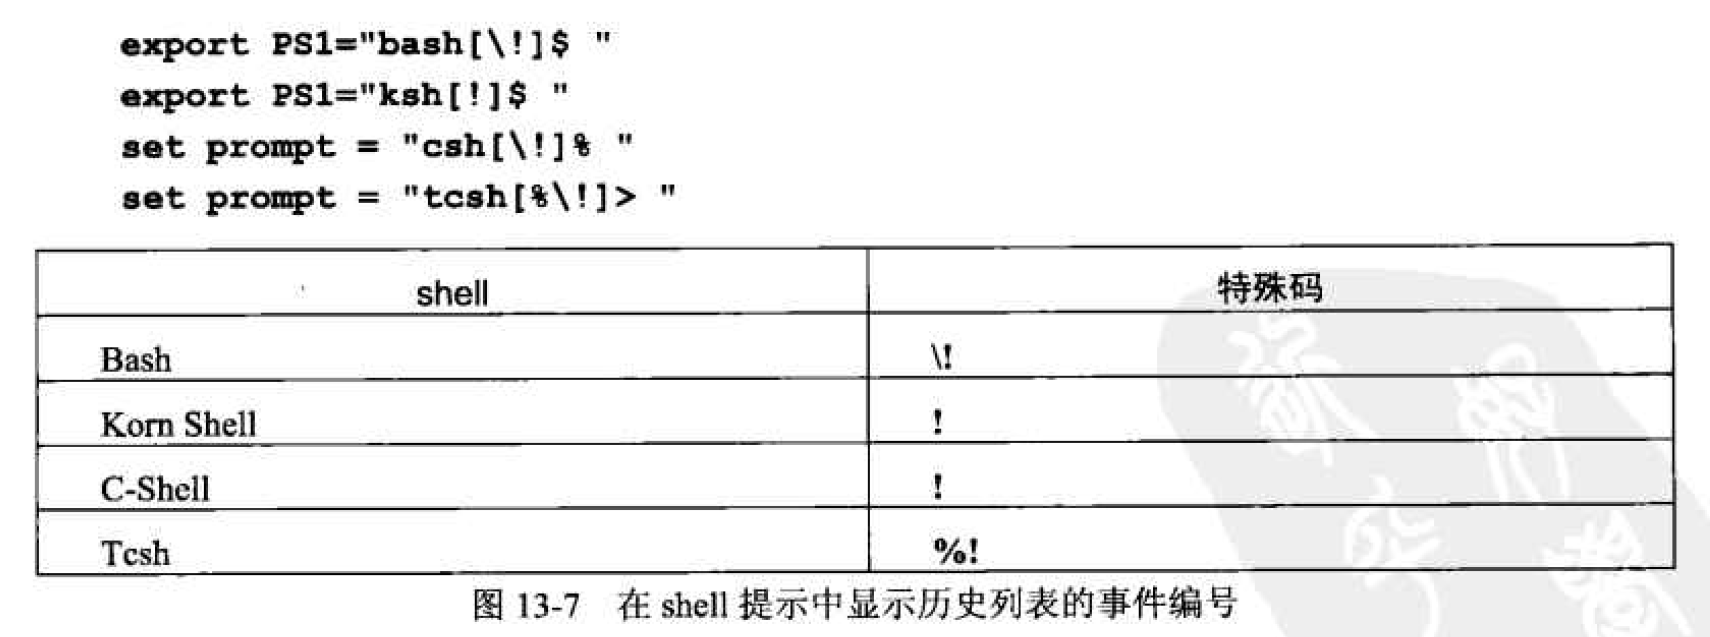 export PS1="bash[\!]$ "
export PS1="ksh[!]$ "
set prompt = "csh[\!]% "
set prompt = "tcsh[%\!]> "
shell 特殊码
Bash \!
Korn Shell !
C-Shell !
Tcsh %!
图 13-7 在 shell 提示中显示历史列表的事件编号